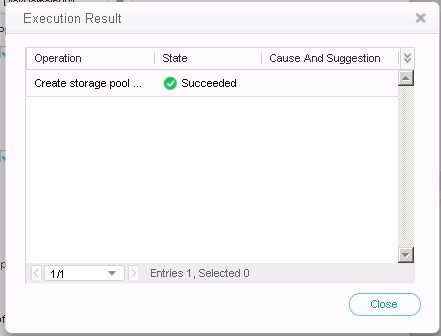 Execution Result
Operation State Cause And Suggestion
Create storage pool ... Succeeded
1/1 Entries 1, Selected 0
Close